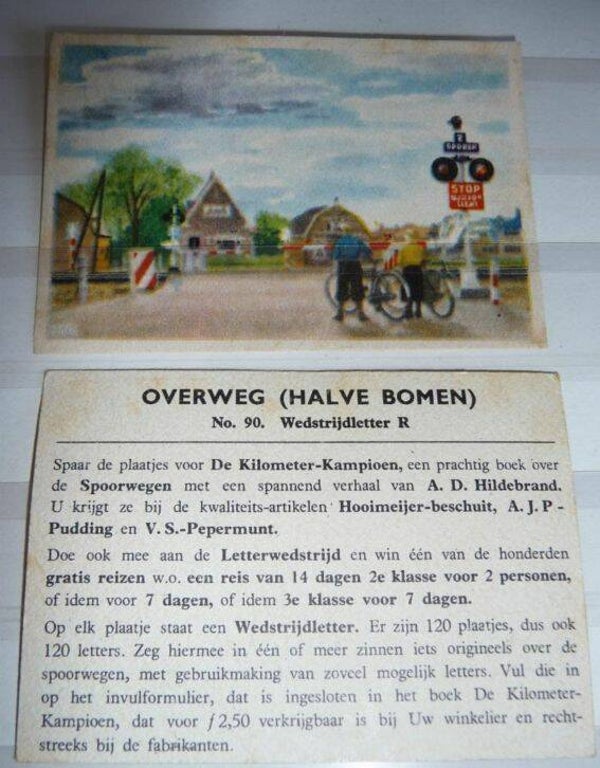 2
SPOREN
STOP
OVERWEG (HALVE BOMEN)
No. 90. Wedstrijdletter R
Spaar de plaatjes voor De Kilometer-Kampioen, een prachtig boek over
de Spoorwegen met een spannend verhaal van A. D. Hildebrand.
U krijgt ze bij de kwaliteits-artikelen Hooimeijer-beschuit, A.J.P-
Pudding en V.S.-Pepermunt.
Doe ook mee aan de Letterwedstrijd en win één van de honderden
gratis reizen w.o. een reis van 14 dagen 2e klasse voor 2 personen,
of idem voor 7 dagen, of idem 3e klasse voor 7 dagen.
Op elk plaatje staat een Wedstrijdletter. Er zijn 120 plaatjes, dus ook
120 letters. Zeg hiermee in één of meer zinnen iets origineels over de
spoorwegen, met gebruikmaking van zoveel mogelijk letters. Vul die in
op het invulformulier, dat is ingesloten in het boek De Kilometer-
Kampioen, dat voor ƒ 2,50 verkrijgbaar is bij Uw winkelier en recht-
streeks bij de fabrikanten.